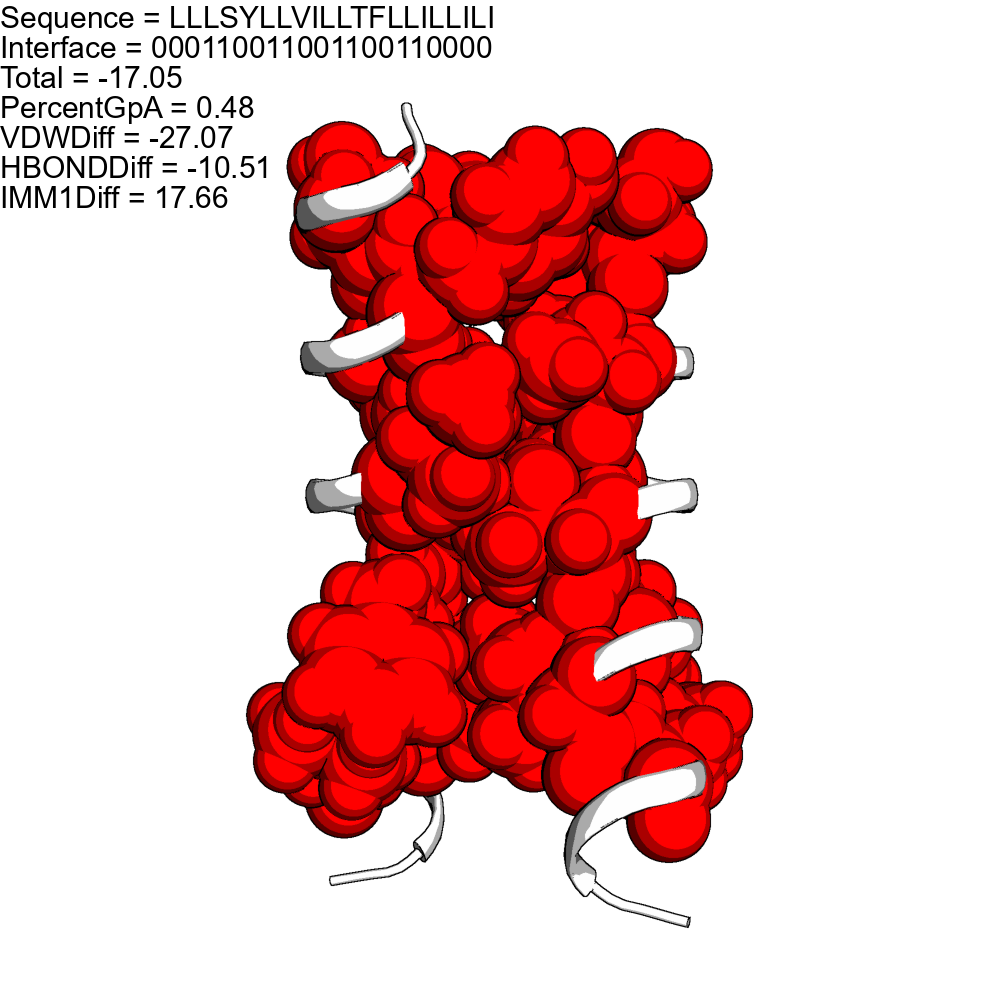 Sequence = LLLSYLLVILLTFLLILLILI
Interface = 000110011001100110000
Total = -17.05
PercentGpA = 0.48
VDWDiff = -27.07
HBONDDiff = -10.51
IMM1Diff = 17.66